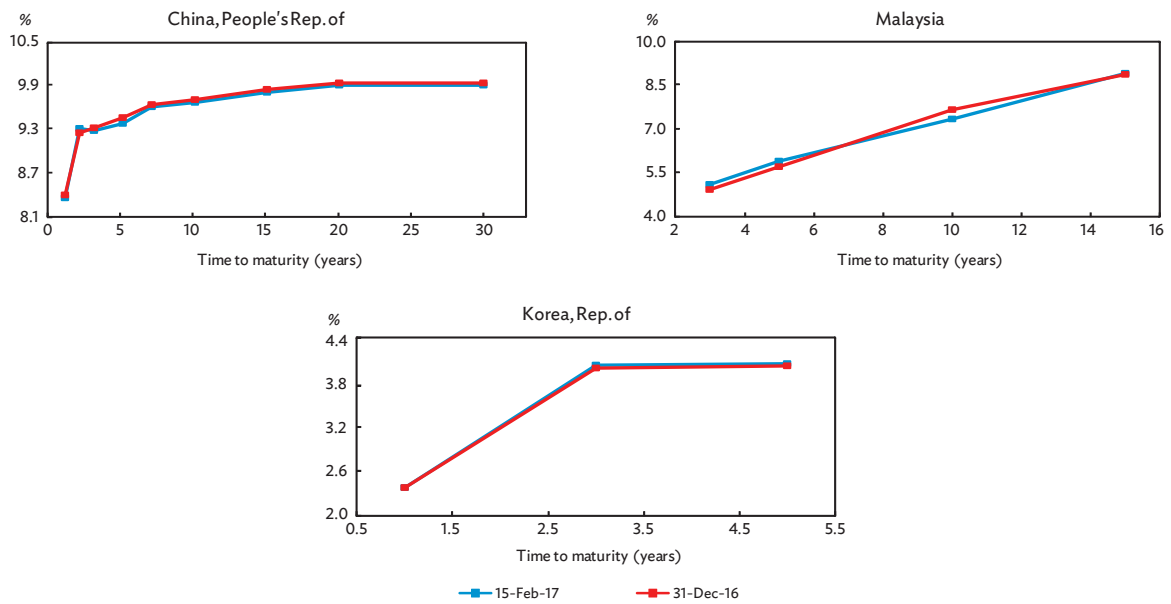 China, People's Rep. of
%
10.5
9.9
9.3
8.7
8.1
0 5 10 15 20 25 30
Time to maturity (years)
Malaysia
%
10.0
8.5
7.0
5.5
4.0
2 4 6 8 10 12 14 16
Time to maturity (years)
Korea, Rep. of
%
4.4
3.8
3.2
2.6
2.0
0.5 1.5 2.5 3.5 4.5 5.5
Time to maturity (years)
15-Feb-17 31-Dec-16